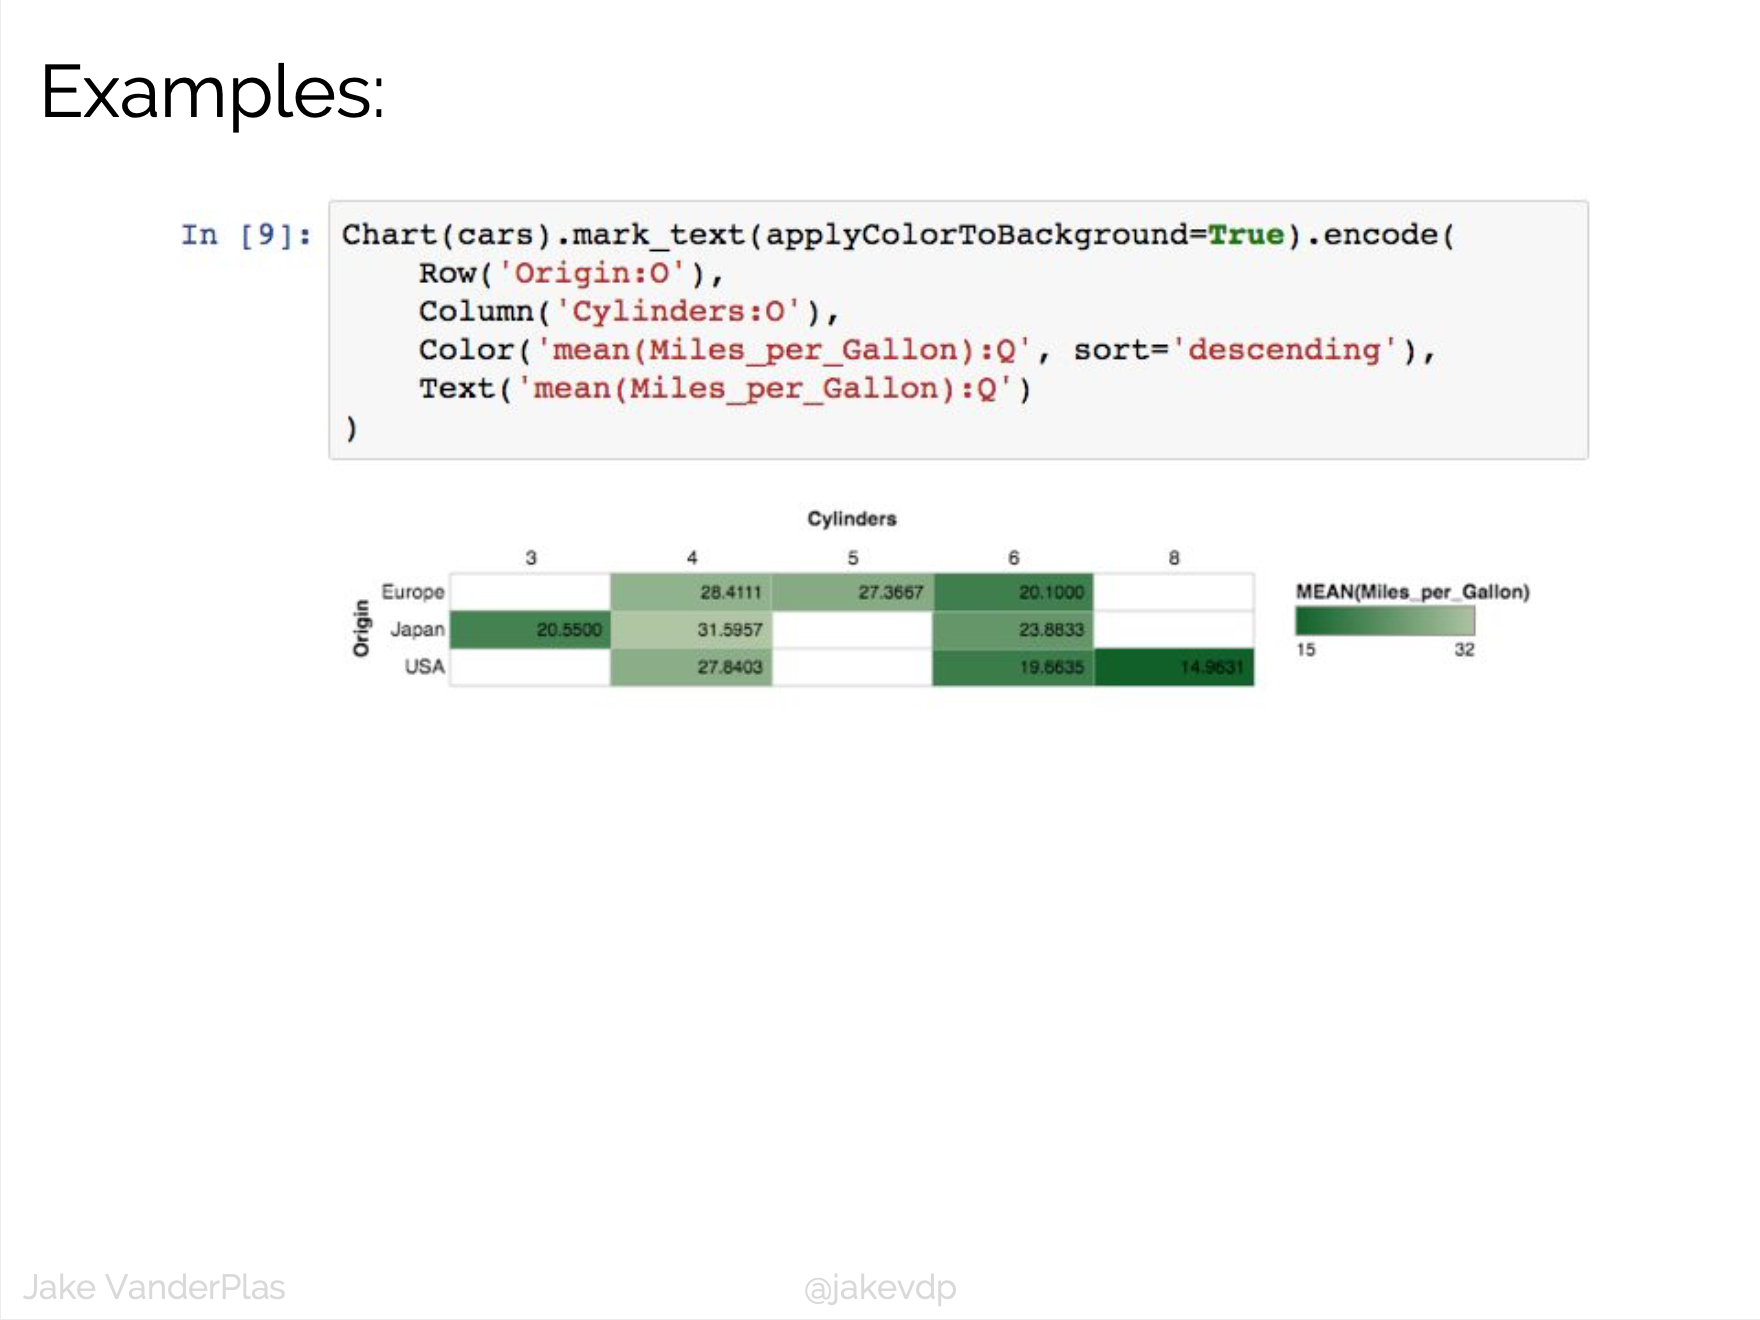 Examples:
In [9]: Chart(cars).mark_text(applyColorToBackground=True).encode(
    Row('Origin:O'),
    Column('Cylinders:O'),
    Color('mean(Miles_per_Gallon):Q', sort='descending'),
    Text('mean(Miles_per_Gallon):Q')
)
Cylinders
3 4 5 6 8
Origin
Europe 28.4111 27.3667 20.1000
Japan 20.5500 31.5957 23.8833
USA 27.8403 19.6635 14.9631
MEAN(Miles_per_Gallon)
15 32
Jake VanderPlas @jakevdp